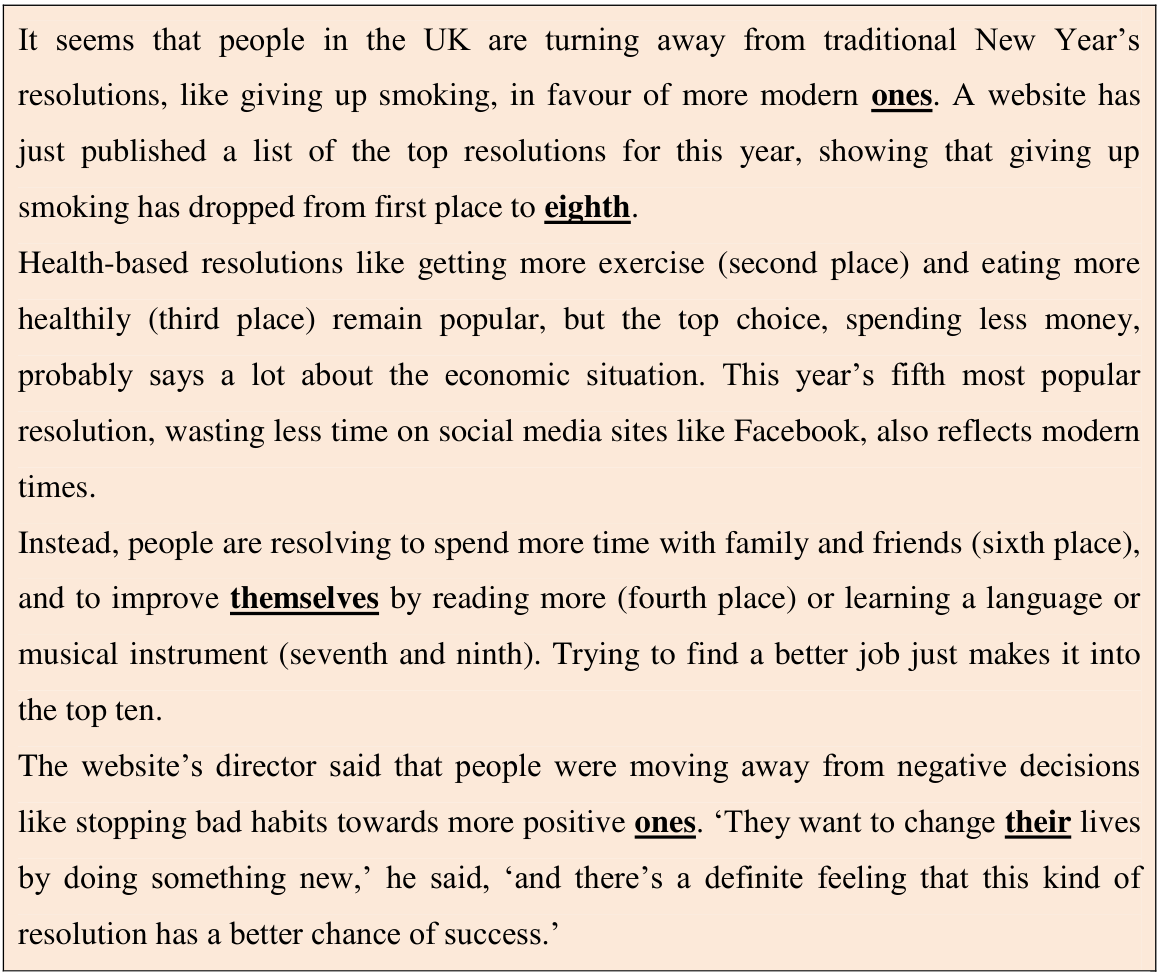 It seems that people in the UK are turning away from traditional New Year’s
resolutions, like giving up smoking, in favour of more modern ones. A website has
just published a list of the top resolutions for this year, showing that giving up
smoking has dropped from first place to eighth.
Health-based resolutions like getting more exercise (second place) and eating more
healthily (third place) remain popular, but the top choice, spending less money,
probably says a lot about the economic situation. This year’s fifth most popular
resolution, wasting less time on social media sites like Facebook, also reflects modern
times.
Instead, people are resolving to spend more time with family and friends (sixth place),
and to improve themselves by reading more (fourth place) or learning a language or
musical instrument (seventh and ninth). Trying to find a better job just makes it into
the top ten.
The website’s director said that people were moving away from negative decisions
like stopping bad habits towards more positive ones. ‘They want to change their lives
by doing something new,’ he said, ‘and there’s a definite feeling that this kind of
resolution has a better chance of success.’